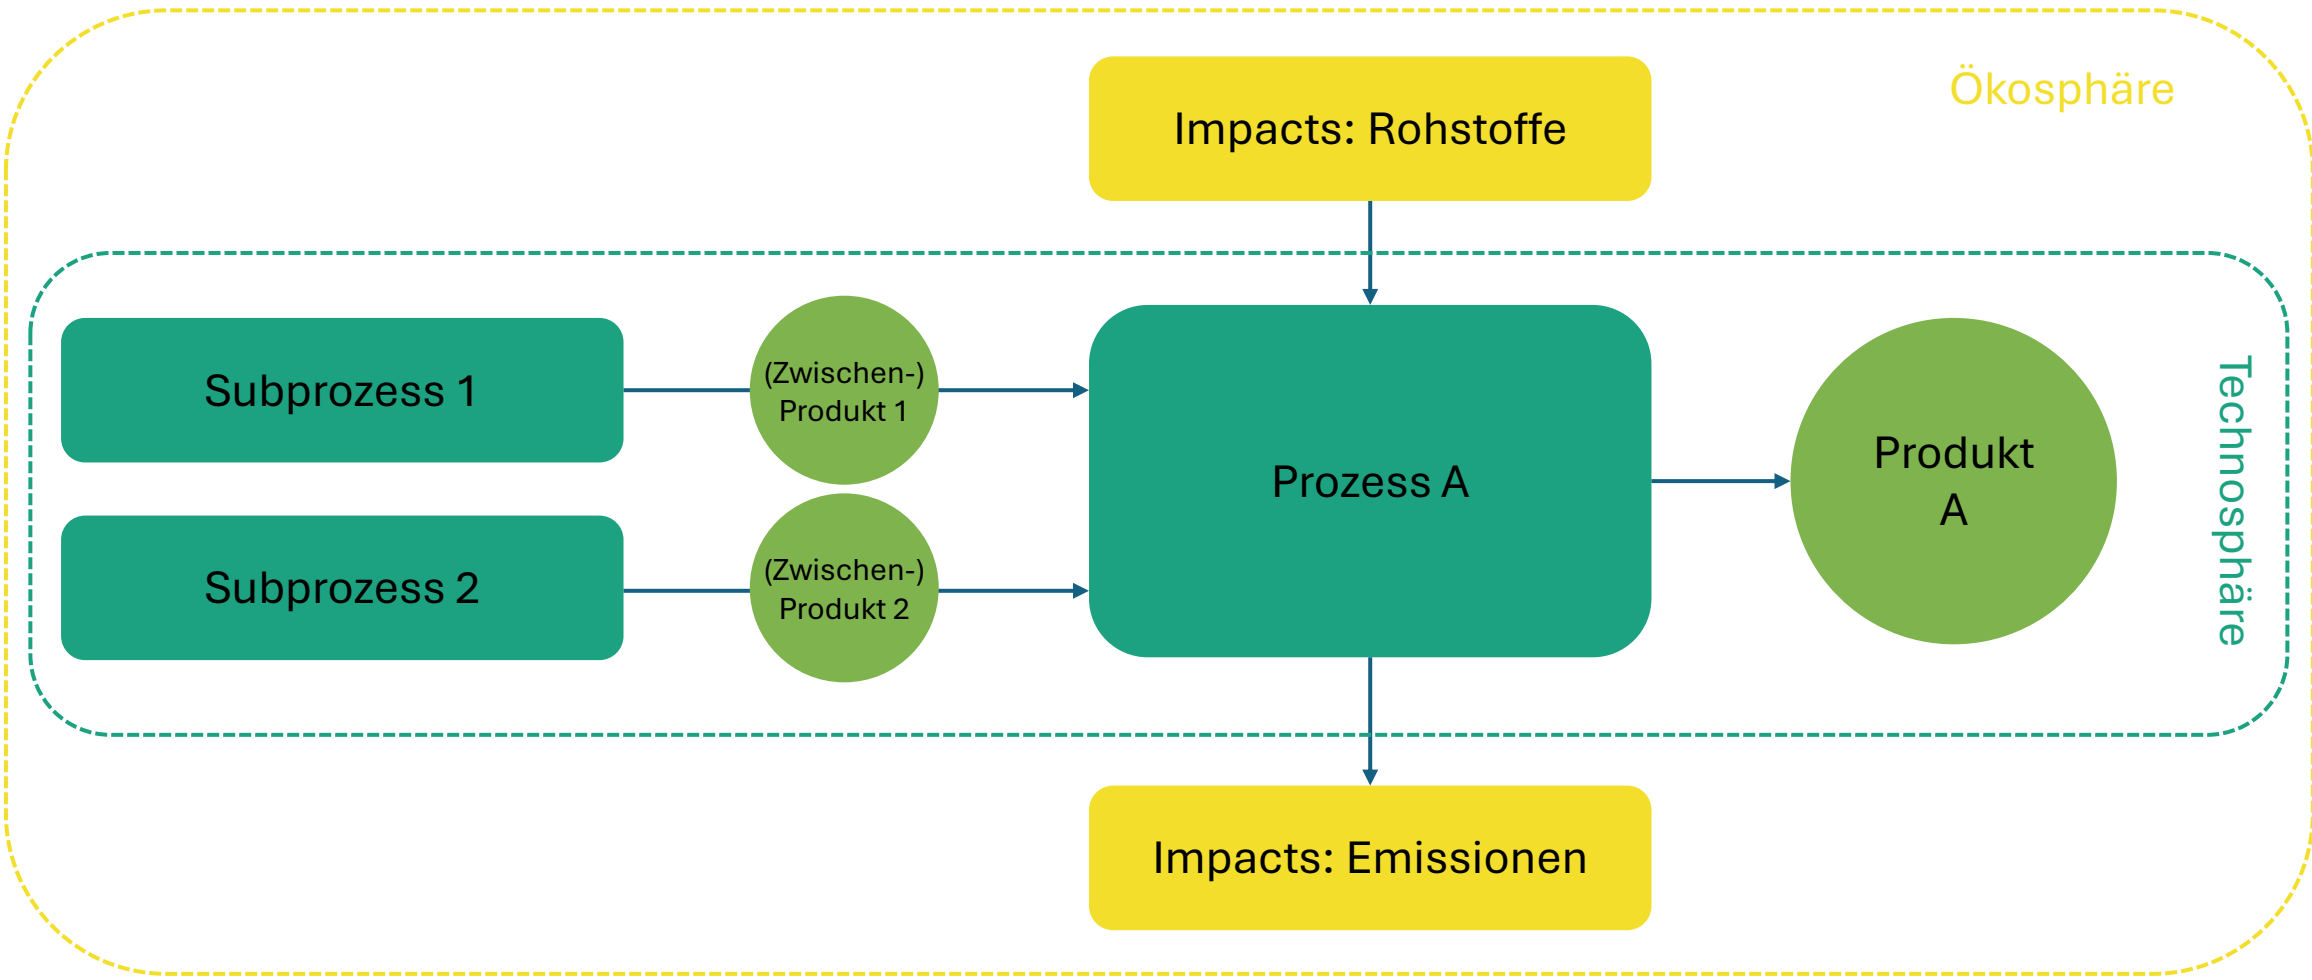 Ökosphäre
Impacts: Rohstoffe
Subprozess 1
(Zwischen-)
Produkt 1
Subprozess 2
(Zwischen-)
Produkt 2
Prozess A
Produkt
A
Technosphäre
Impacts: Emissionen